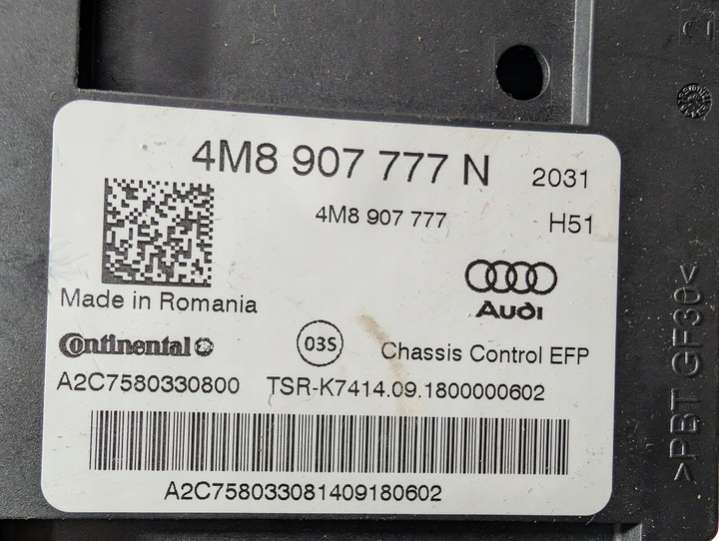 4M8 907 777 N 2031
4M8 907 777 H51
Made in Romania
Audi
Continental 03S Chassis Control EFP
A2C7580330800 TSR-K7414.09.1800000602
A2C758033081409180602
>PBT GF30<